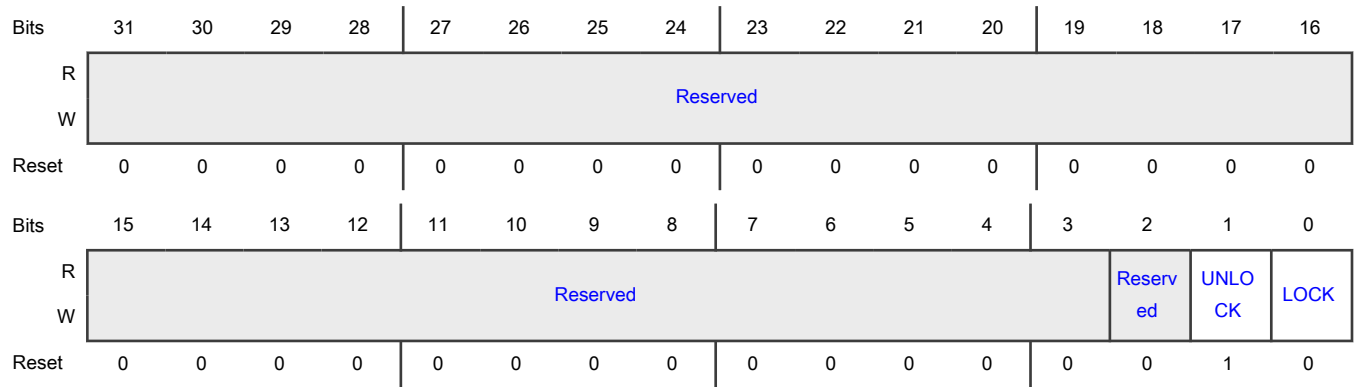 Bits 31 30 29 28 27 26 25 24 23 22 21 20 19 18 17 16
R
Reserved
W
Reset 0 0 0 0 0 0 0 0 0 0 0 0 0 0 0 0
Bits 15 14 13 12 11 10 9 8 7 6 5 4 3 2 1 0
R Reserv UNLO
Reserved LOCK
W ed CK
Reset 0 0 0 0 0 0 0 0 0 0 0 0 0 0 1 0